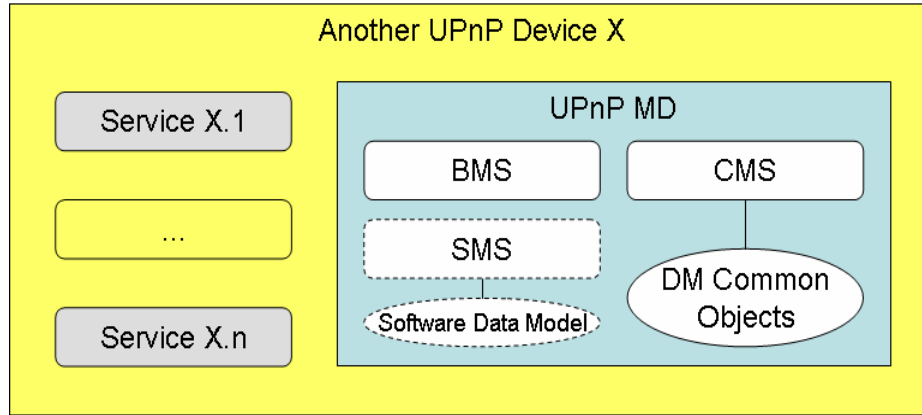 Another UPnP Device X
Service X.1
...
Service X.n
UPnP MD
BMS
CMS
SMS
Software Data Model
DM Common
Objects